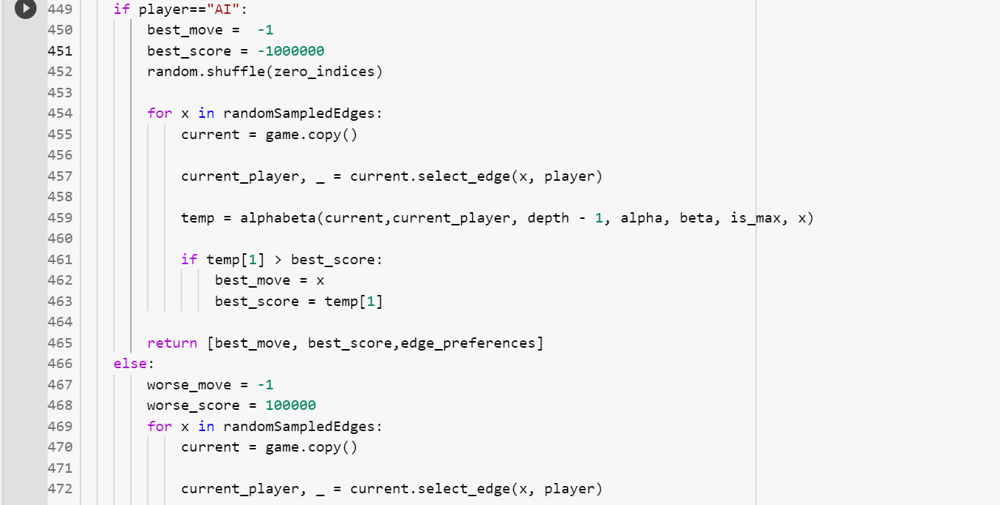 449 if player=="AI":
450 best_move =  -1
451 best_score = -1000000
452 random.shuffle(zero_indices)
453
454 for x in randomSampledEdges:
455 current = game.copy()
456
457 current_player, _ = current.select_edge(x, player)
458
459 temp = alphabeta(current,current_player, depth - 1, alpha, beta, is_max, x)
460
461 if temp[1] > best_score:
462 best_move = x
463 best_score = temp[1]
464
465 return [best_move, best_score,edge_preferences]
466 else:
467 worse_move = -1
468 worse_score = 100000
469 for x in randomSampledEdges:
470 current = game.copy()
471
472 current_player, _ = current.select_edge(x, player)